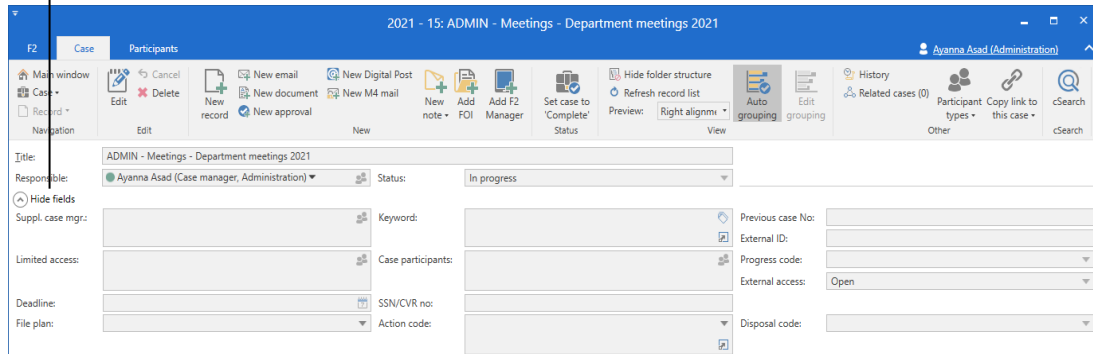 2021 - 15: ADMIN - Meetings - Department meetings 2021
F2 Case Participants Ayanna Asad (Administration)
Main window Cancel New email New Digital Post Hide folder structure History
Case Delete New document New M4 mail Refresh record list Related cases (0)
Record Edit New record New approval New note Add FOI Add F2 Manager Set case to 'Complete' Preview: Right alignme Auto grouping Edit grouping Participant types Copy link to this case cSearch
Navigation Edit New Status View Other cSearch
Title: ADMIN - Meetings - Department meetings 2021
Responsible: Ayanna Asad (Case manager, Administration) Status: In progress
Hide fields
Suppl. case mgr.: Keyword: Previous case No:
External ID:
Limited access: Case participants: Progress code:
External access: Open
Deadline: SSN/CVR no:
File plan: Action code: Disposal code: